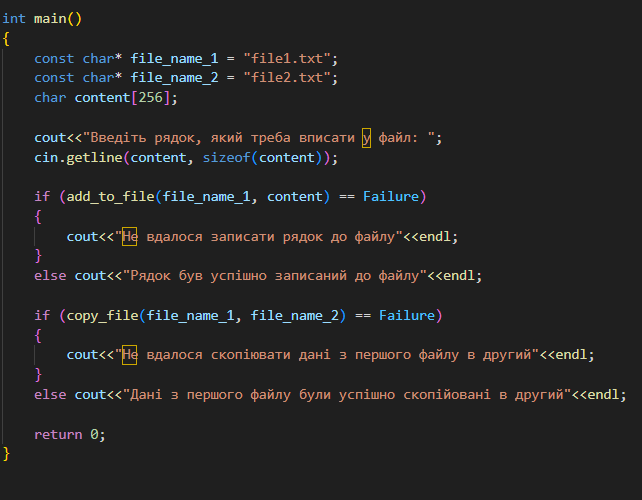 int main()
{
    const char* file_name_1 = "file1.txt";
    const char* file_name_2 = "file2.txt";
    char content[256];
    cout<<"Введіть рядок, який треба вписати у файл: ";
    cin.getline(content, sizeof(content));
    if (add_to_file(file_name_1, content) == Failure)
    {
        cout<<"Не вдалося записати рядок до файлу"<<endl;
    }
    else cout<<"Рядок був успішно записаний до файлу"<<endl;
    if (copy_file(file_name_1, file_name_2) == Failure)
    {
        cout<<"Не вдалося скопіювати дані з першого файлу в другий"<<endl;
    }
    else cout<<"Дані з першого файлу були успішно скопійовані в другий"<<endl;
    return 0;
}